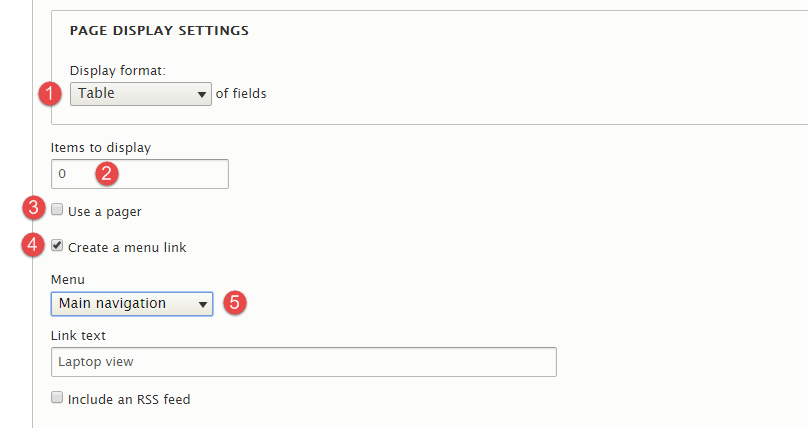 PAGE DISPLAY SETTINGS
Display format:
1 Table of fields
Items to display
0 2
3 Use a pager
4 Create a menu link
Menu
Main navigation 5
Link text
Laptop view
Include an RSS feed